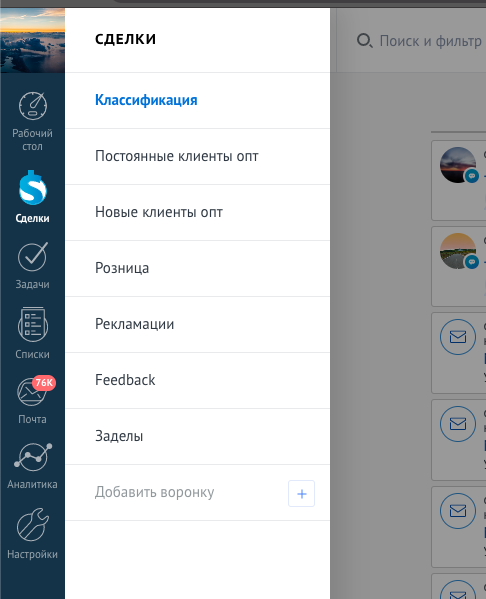 СДЕЛКИ
Поиск и фильтр
Классификация
Постоянные клиенты опт
Новые клиенты опт
Розница
Рекламации
Feedback
Заделы
Добавить воронку
+
Рабочий
стол
Сделки
Задачи
Списки
76K
Почта
Аналитика
Настройки